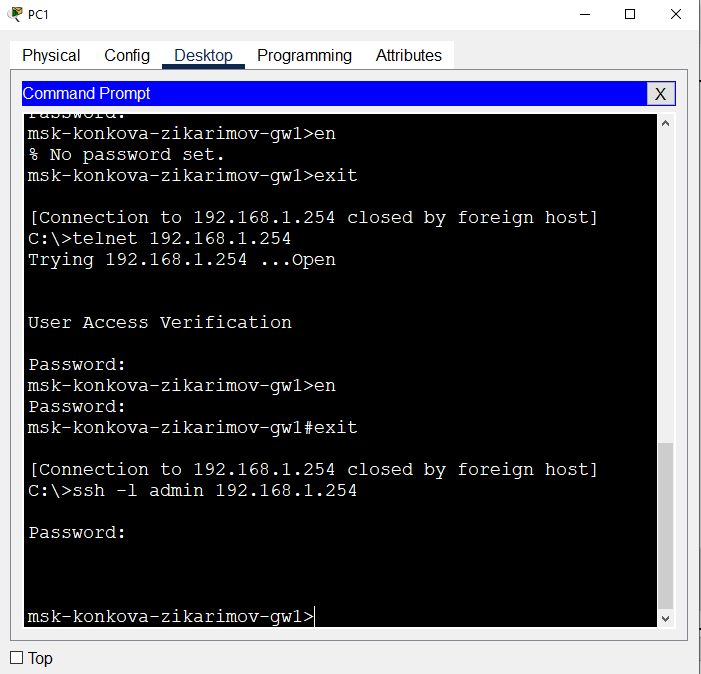 PC1
Physical Config Desktop Programming Attributes
Command Prompt X
Password:
msk-konkova-zikarimov-gw1>en
% No password set.
msk-konkova-zikarimov-gw1>exit
[Connection to 192.168.1.254 closed by foreign host]
C:\>telnet 192.168.1.254
Trying 192.168.1.254 ...Open
User Access Verification
Password:
msk-konkova-zikarimov-gw1>en
Password:
msk-konkova-zikarimov-gw1#exit
[Connection to 192.168.1.254 closed by foreign host]
C:\>ssh -l admin 192.168.1.254
Password:
msk-konkova-zikarimov-gw1>
Top